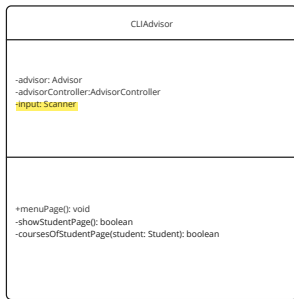 CLIAdvisor
-advisor: Advisor
-advisorController:AdvisorController
-input: Scanner
+menuPage(): void
-showStudentPage(): boolean
-coursesOfStudentPage(student: Student): boolean